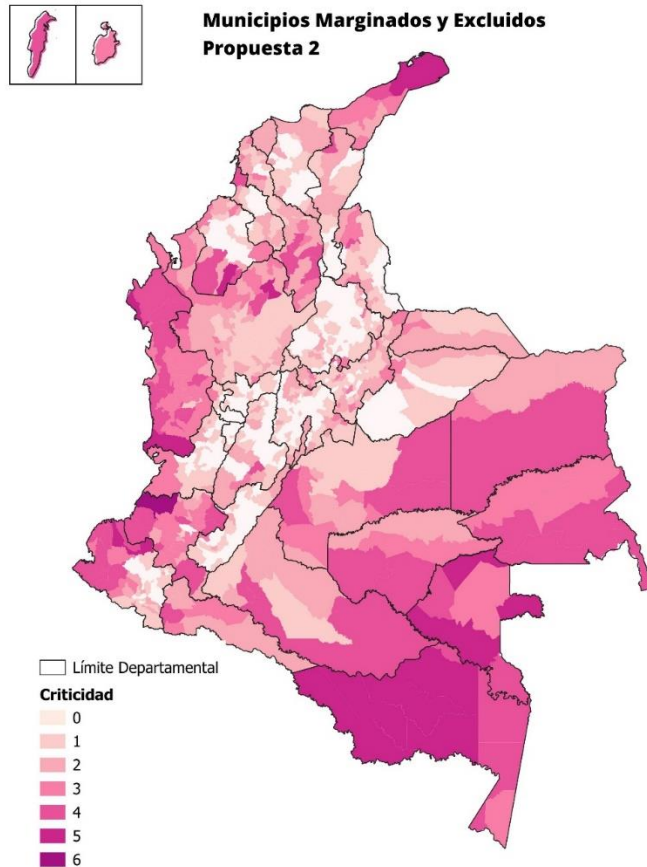 Municipios Marginados y Excluidos
Propuesta 2
Límite Departamental
Criticidad
0
1
2
3
4
5
6